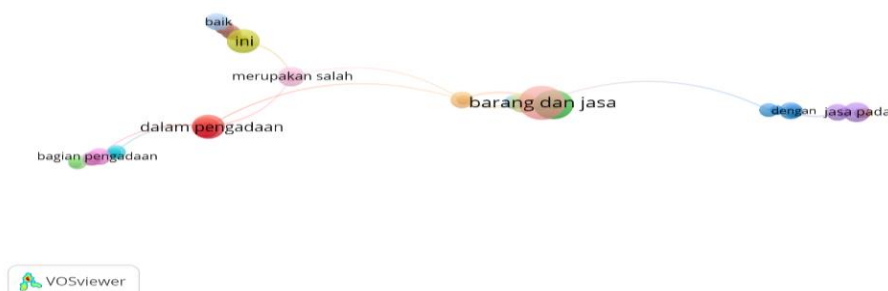 baik
ini
merupakan salah
barang dan jasa
dengan
jasa pada
dalam pengadaan
bagian pengadaan
VOSviewer